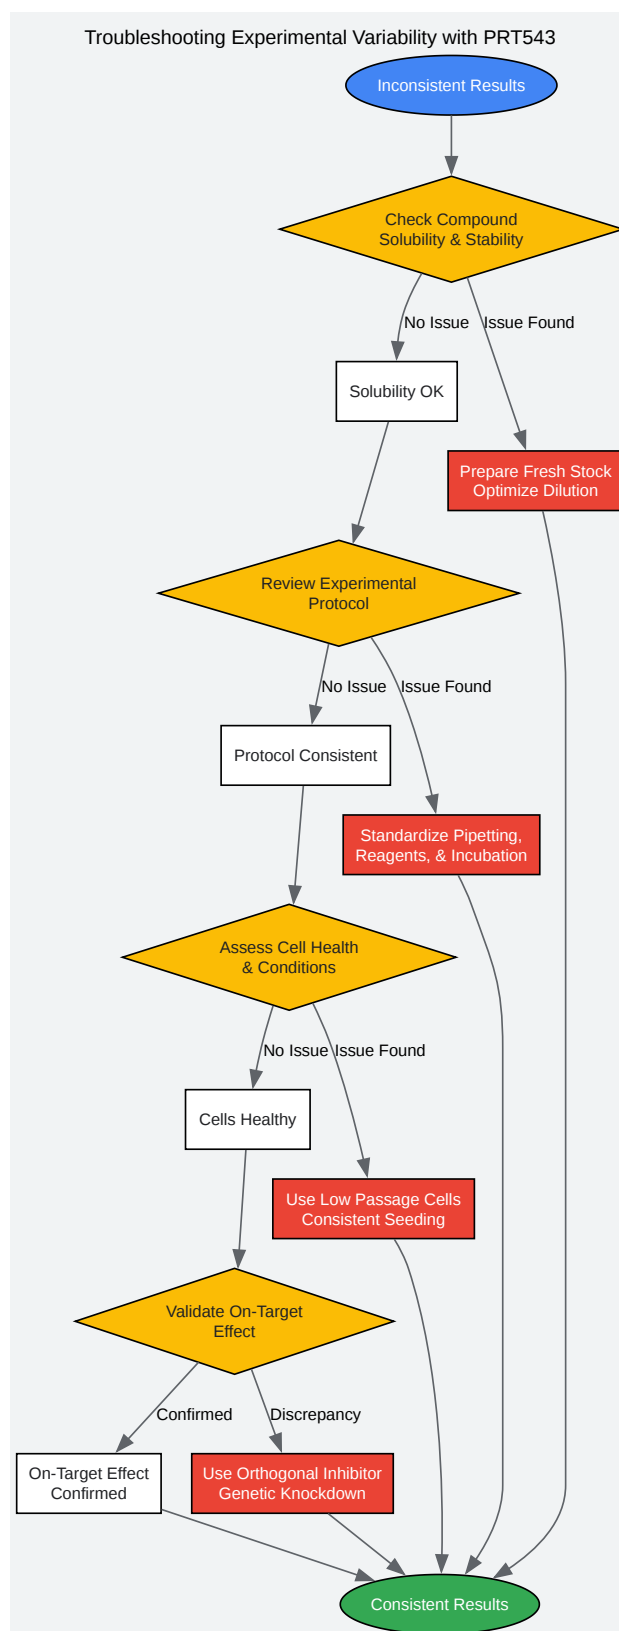 Troubleshooting Experimental Variability with PRT543
Inconsistent Results
Check Compound
Solubility & Stability
No Issue
Issue Found
Solubility OK
Prepare Fresh Stock
Optimize Dilution
Review Experimental
Protocol
No Issue
Issue Found
Protocol Consistent
Standardize Pipetting,
Reagents, & Incubation
Assess Cell Health
& Conditions
No Issue
Issue Found
Cells Healthy
Use Low Passage Cells
Consistent Seeding
Validate On-Target
Effect
Confirmed
Discrepancy
On-Target Effect
Confirmed
Use Orthogonal Inhibitor
Genetic Knockdown
Consistent Results